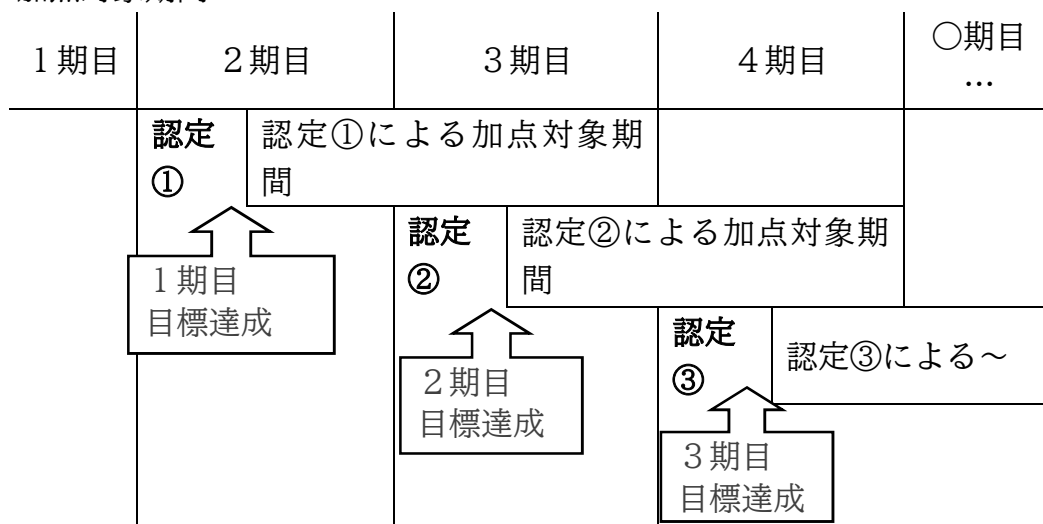 １期目
２期目
３期目
４期目
○期目
…
認定
①
認定①による加点対象期
間
１期目
目標達成
認定
②
認定②による加点対象期
間
２期目
目標達成
認定
③
認定③による～
３期目
目標達成